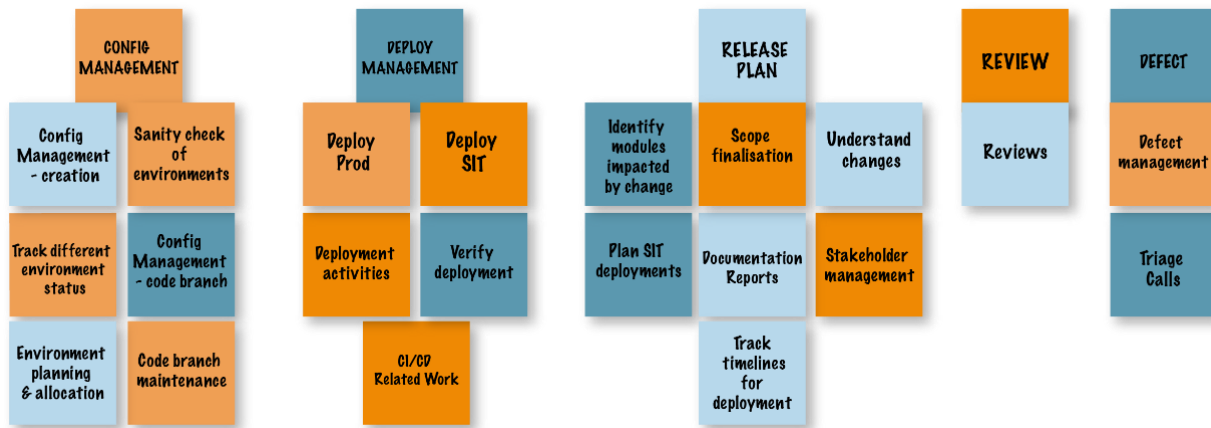 CONFIG
MANAGEMENT
Config
Management
- creation
Sanity check
of
environments
Track different
environment
status
Config
Management
- code branch
Environment
planning
& allocation
Code branch
maintenance
DEPLOY
MANAGEMENT
Deploy
Prod
Deploy
SIT
Deployment
activities
Verify
deployment
CI/CD
Related Work
RELEASE
PLAN
Identify
modules
impacted
by change
Scope
finalisation
Understand
changes
Plan SIT
deployments
Documentation
Reports
Stakeholder
management
Track
timelines
for
deployment
REVIEW
Reviews
DEFECT
Defect
management
Triage
Calls